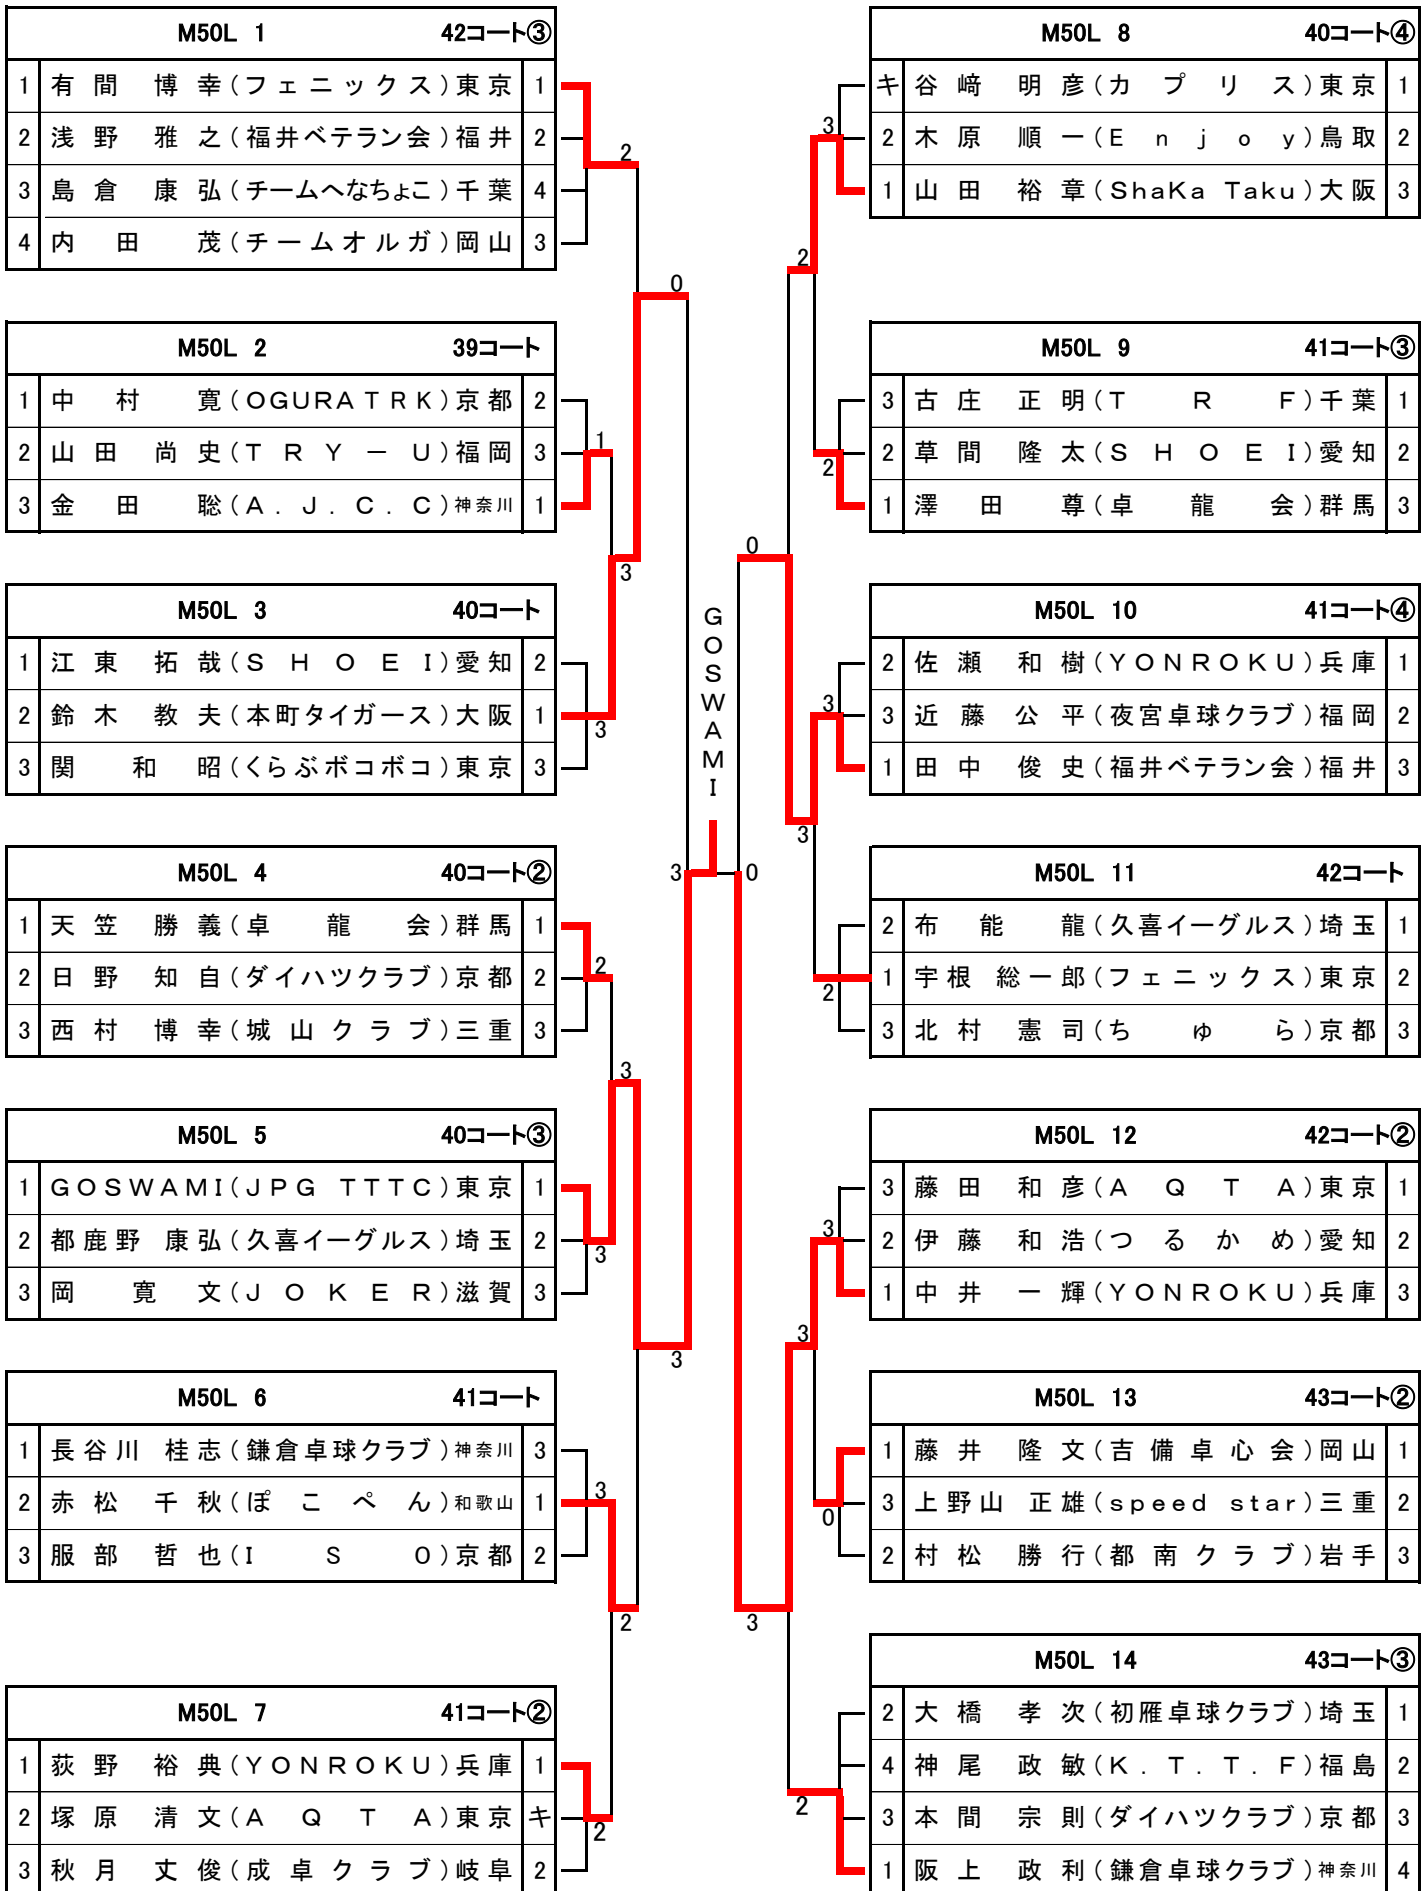 M50L 1 42コート③
1 有間 博幸(フェニックス)東京 1
2 浅野 雅之(福井ベテラン会)福井 2
3 島倉 康弘(チームへなちょこ)千葉 4
4 内田 茂(チームオルガ)岡山 3
2
0
M50L 2 39コート
1 中村 寛(OGURATRK)京都 2
2 山田 尚史(TRY-U)福岡 3
3 金田 聡(A.J.C.C)神奈川 1
1
3
M50L 3 40コート
1 江東 拓哉(SHOEI)愛知 2
2 鈴木 教夫(本町タイガース)大阪 1
3 関 和昭(くらぶボコボコ)東京 3
3
M50L 4 40コート②
1 天笠 勝義(卓龍会)群馬 1
2 日野 知自(ダイハツクラブ)京都 2
3 西村 博幸(城山クラブ)三重 3
2
3
M50L 5 40コート③
1 GOSWAMI(JPG TTTC)東京 1
2 都鹿野 康弘(久喜イーグルス)埼玉 2
3 岡 寛文(JOKER)滋賀 3
3
3
M50L 6 41コート
1 長谷川 桂志(鎌倉卓球クラブ)神奈川 3
2 赤松 千秋(ぽこぺん)和歌山 1
3 服部 哲也(ISO)京都 2
3
2
M50L 7 41コート②
1 荻野 裕典(YONROKU)兵庫 1
2 塚原 清文(AQTA)東京 キ
3 秋月 丈俊(成卓クラブ)岐阜 2
2
GOSWAMI
3 0
M50L 8 40コート④
キ 谷﨑 明彦(カプリス)東京 1
2 木原 順一(Enjoy)鳥取 2
1 山田 裕章(ShaKa Taku)大阪 3
3
2
M50L 9 41コート③
3 古庄 正明(TRF)千葉 1
2 草間 隆太(SHOEI)愛知 2
1 澤田 尊(卓龍会)群馬 3
2
0
M50L 10 41コート④
2 佐瀬 和樹(YONROKU)兵庫 1
3 近藤 公平(夜宮卓球クラブ)福岡 2
1 田中 俊史(福井ベテラン会)福井 3
3
3
M50L 11 42コート
2 布能 龍(久喜イーグルス)埼玉 1
1 宇根 総一郎(フェニックス)東京 2
3 北村 憲司(ちゅら)京都 3
2
M50L 12 42コート②
3 藤田 和彦(AQTA)東京 1
2 伊藤 和浩(つるかめ)愛知 2
1 中井 一輝(YONROKU)兵庫 3
3
3
M50L 13 43コート②
1 藤井 隆文(吉備卓心会)岡山 1
3 上野山 正雄(speed star)三重 2
2 村松 勝行(都南クラブ)岩手 3
0
3
M50L 14 43コート③
2 大橋 孝次(初雁卓球クラブ)埼玉 1
4 神尾 政敏(K.T.T.F)福島 2
3 本間 宗則(ダイハツクラブ)京都 3
1 阪上 政利(鎌倉卓球クラブ)神奈川 4
2